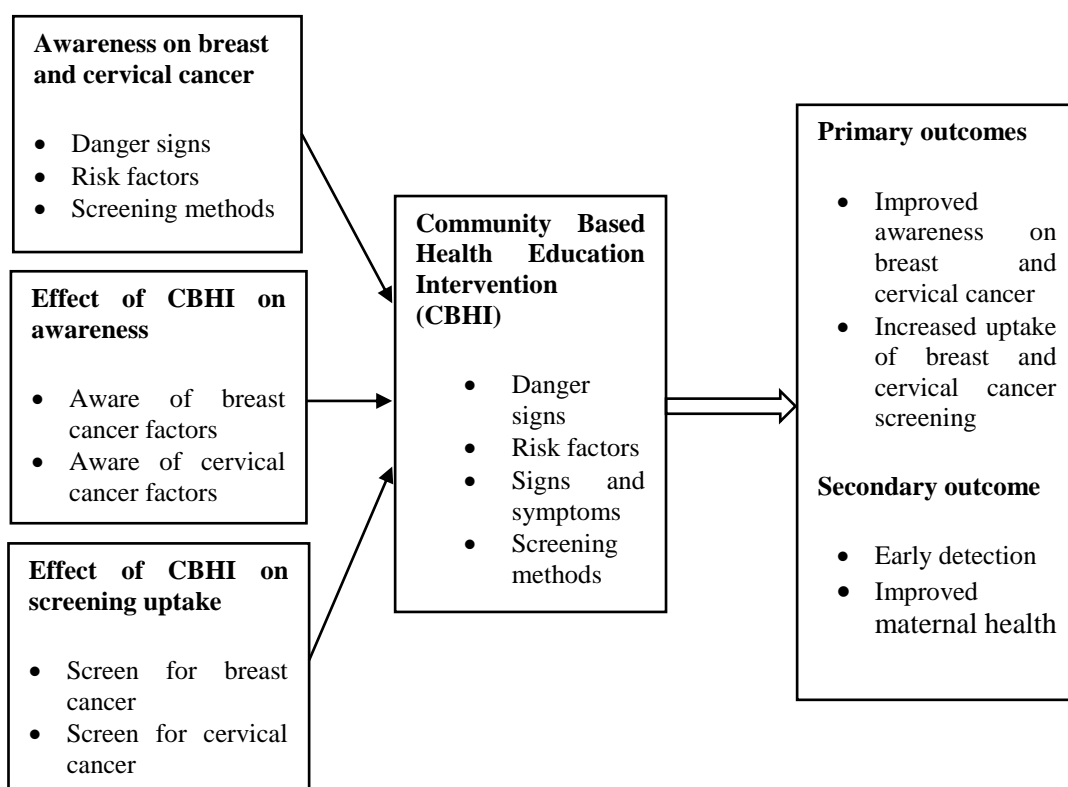 Awareness on breast
and cervical cancer
• Danger signs
• Risk factors
• Screening methods
Effect of CBHI on
awareness
• Aware of breast
cancer factors
• Aware of cervical
cancer factors
Effect of CBHI on
screening uptake
• Screen for breast
cancer
• Screen for cervical
cancer
Community Based
Health Education
Intervention
(CBHI)
• Danger
signs
• Risk factors
• Signs and
symptoms
• Screening
methods
Primary outcomes
• Improved
awareness on
breast and
cervical cancer
• Increased uptake
of breast and
cervical cancer
screening
Secondary outcome
• Early detection
• Improved
maternal health